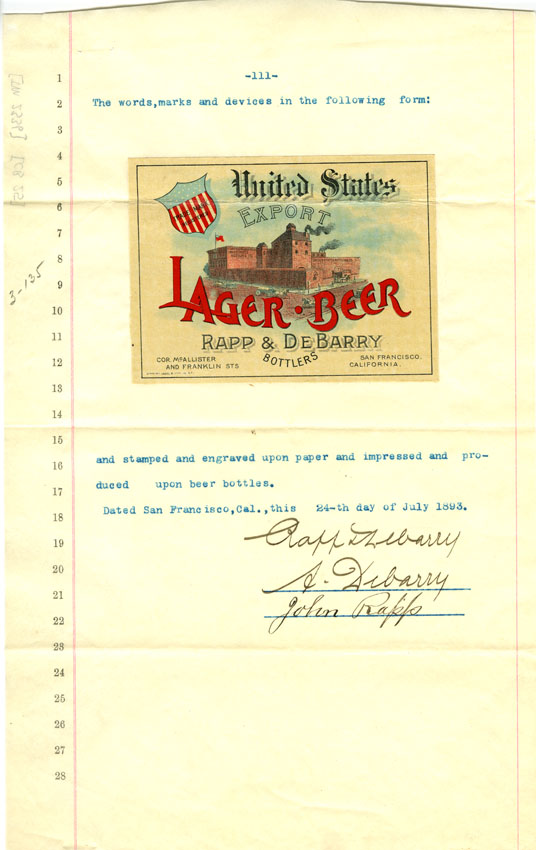 -111-
The words,marks and devices in the following form:
United States
EXPORT
LAGER·BEER
RAPP & DEBARRY
BOTTLERS
COR. McALLISTER
AND FRANKLIN STS
SAN FRANCISCO,
CALIFORNIA.
and stamped and engraved upon paper and impressed and pro-
duced upon beer bottles.
Dated San Francisco,Cal.,this 24-th day of July 1893.
Rapp & Debarry
A. Debarry
John Rapp
3-135
1
2
3
4
5
6
7
8
9
10
11
12
13
14
15
16
17
18
19
20
21
22
23
24
25
26
27
28